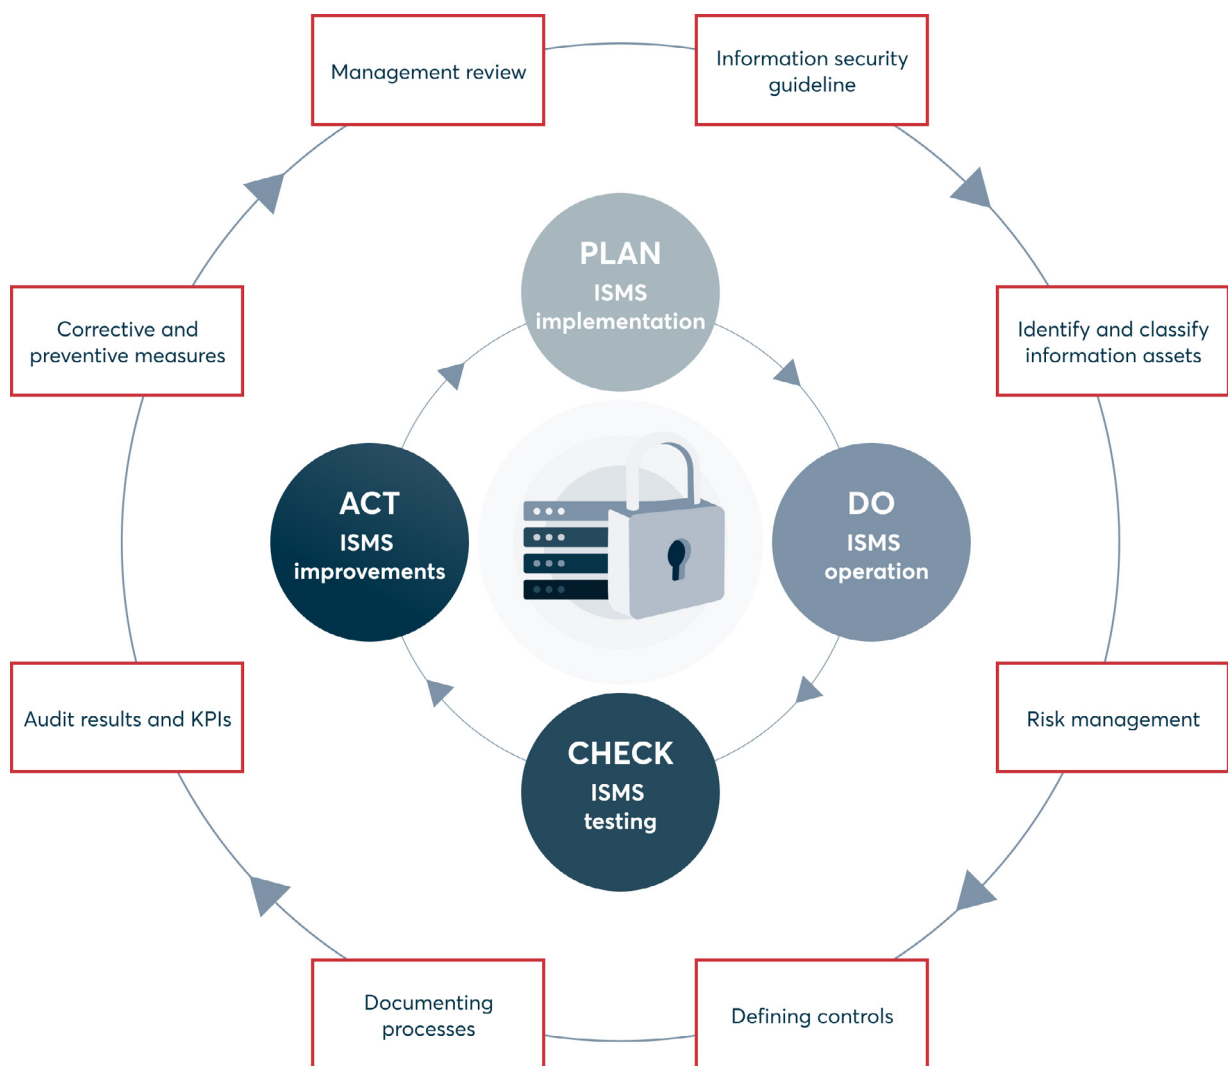 Management review
Information security
guideline
PLAN
ISMS
implementation
Corrective and
preventive measures
Identify and classify
information assets
ACT
ISMS
improvements
DO
ISMS
operation
Audit results and KPIs
Risk management
CHECK
ISMS
testing
Documenting
processes
Defining controls